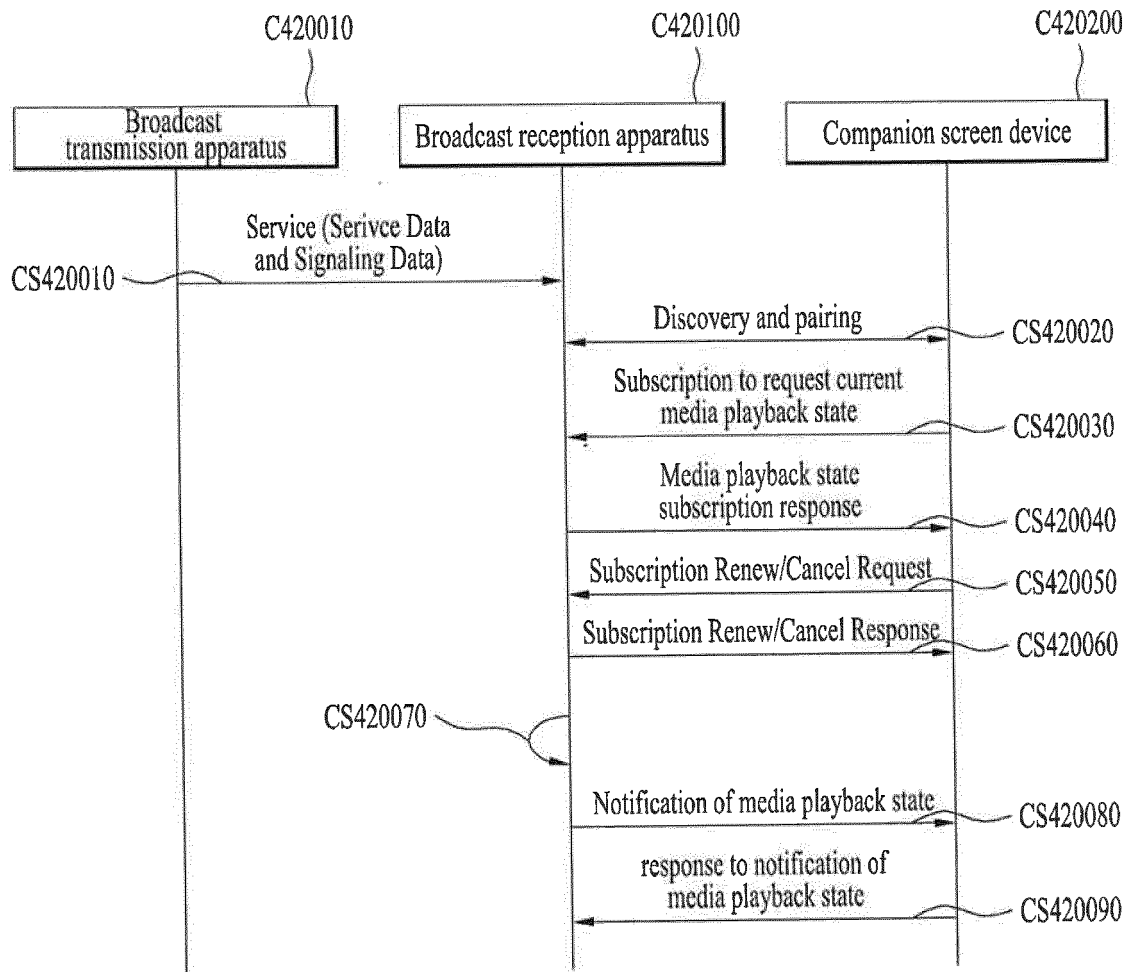 C420010
C420100
C420200
Broadcast
transmission apparatus
Broadcast reception apparatus
Companion screen device
Service (Serivce Data
and Signaling Data)
CS420010
Discovery and pairing
CS420020
Subscription to request current
media playback state
CS420030
Media playback state
subscription response
CS420040
Subscription Renew/Cancel Request
CS420050
Subscription Renew/Cancel Response
CS420060
CS420070
Notification of media playback state
CS420080
response to notification of
media playback state
CS420090